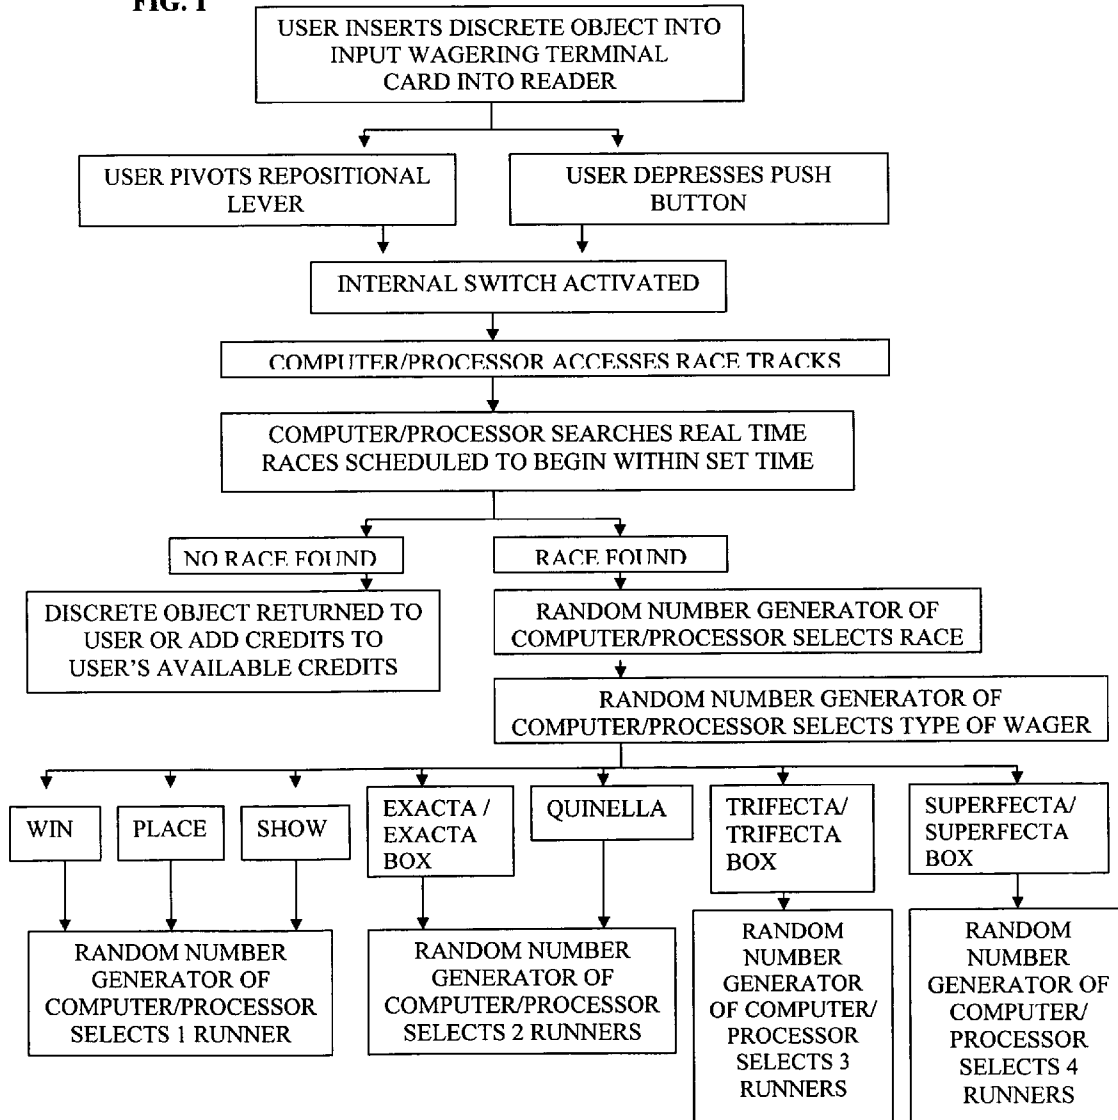 FIG. 1
USER INSERTS DISCRETE OBJECT INTO
INPUT WAGERING TERMINAL
CARD INTO READER
USER PIVOTS REPOSITIONAL
LEVER
USER DEPRESSES PUSH
BUTTON
INTERNAL SWITCH ACTIVATED
COMPUTER/PROCESSOR ACCESSES RACE TRACKS
COMPUTER/PROCESSOR SEARCHES REAL TIME
RACES SCHEDULED TO BEGIN WITHIN SET TIME
NO RACE FOUND
RACE FOUND
DISCRETE OBJECT RETURNED TO
USER OR ADD CREDITS TO
USER'S AVAILABLE CREDITS
RANDOM NUMBER GENERATOR OF
COMPUTER/PROCESSOR SELECTS RACE
RANDOM NUMBER GENERATOR OF
COMPUTER/PROCESSOR SELECTS TYPE OF WAGER
WIN
PLACE
SHOW
EXACTA /
EXACTA
BOX
QUINELLA
TRIFECTA/
TRIFECTA
BOX
SUPERFECTA/
SUPERFECTA
BOX
RANDOM NUMBER
GENERATOR OF
COMPUTER/PROCESSOR
SELECTS 1 RUNNER
RANDOM NUMBER
GENERATOR OF
COMPUTER/PROCESSOR
SELECTS 2 RUNNERS
RANDOM
NUMBER
GENERATOR
OF COMPUTER/
PROCESSOR
SELECTS 3
RUNNERS
RANDOM
NUMBER
GENERATOR OF
COMPUTER/
PROCESSOR
SELECTS 4
RUNNERS